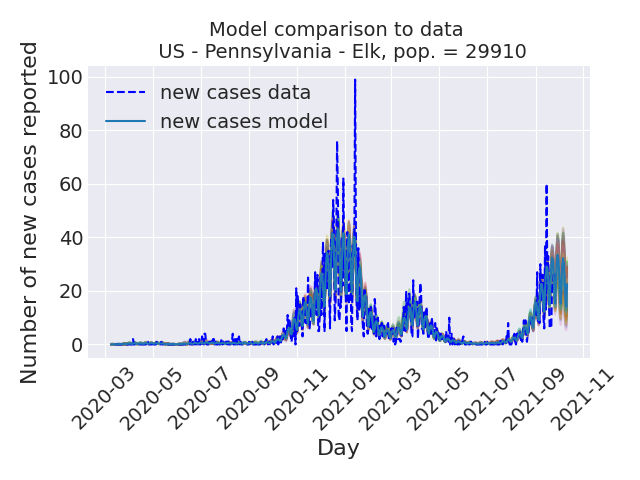 Model comparison to data
US - Pennsylvania - Elk, pop. = 29910
Number of new cases reported
100
80
60
40
20
0
new cases data
new cases model
2020-03
2020-05
2020-07
2020-09
2020-11
2021-01
2021-03
2021-05
2021-07
2021-09
2021-11
Day